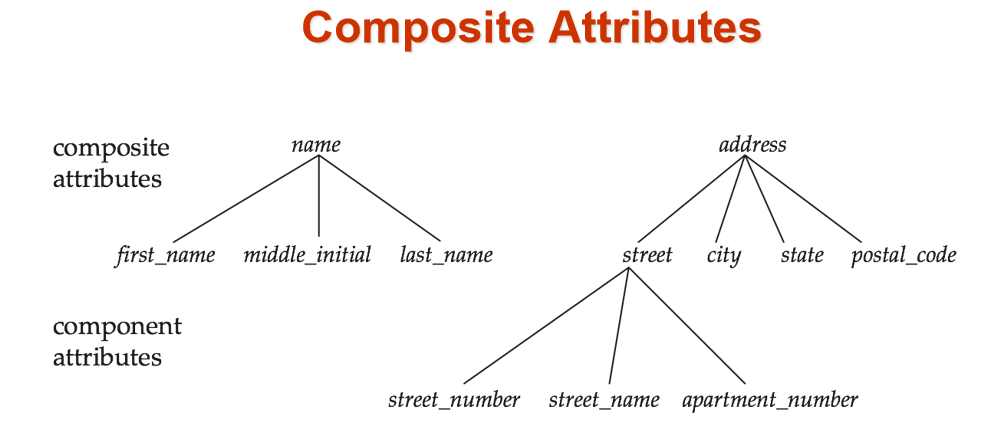 Composite Attributes
composite
attributes
name
address
first_name
middle_initial
last_name
street
city
state
postal_code
component
attributes
street_number
street_name
apartment_number